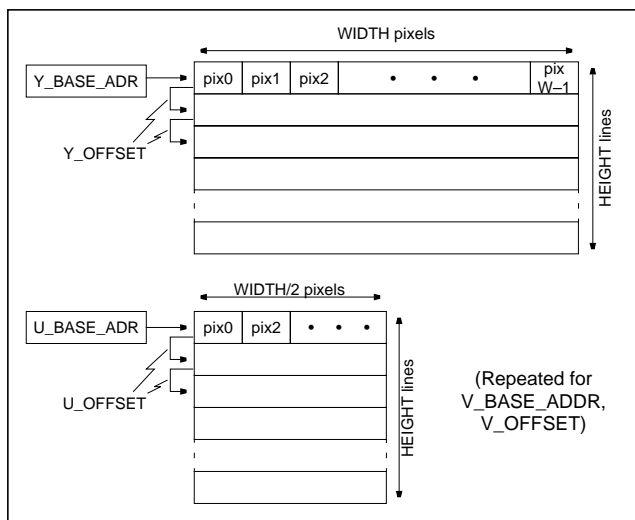 WIDTH pixels
Y_BASE_ADR
pix0 pix1 pix2 • • • pix
W–1
Y_OFFSET
HEIGHT lines
WIDTH/2 pixels
U_BASE_ADR
pix0 pix2 • • •
U_OFFSET
HEIGHT lines
(Repeated for
V_BASE_ADDR,
V_OFFSET)